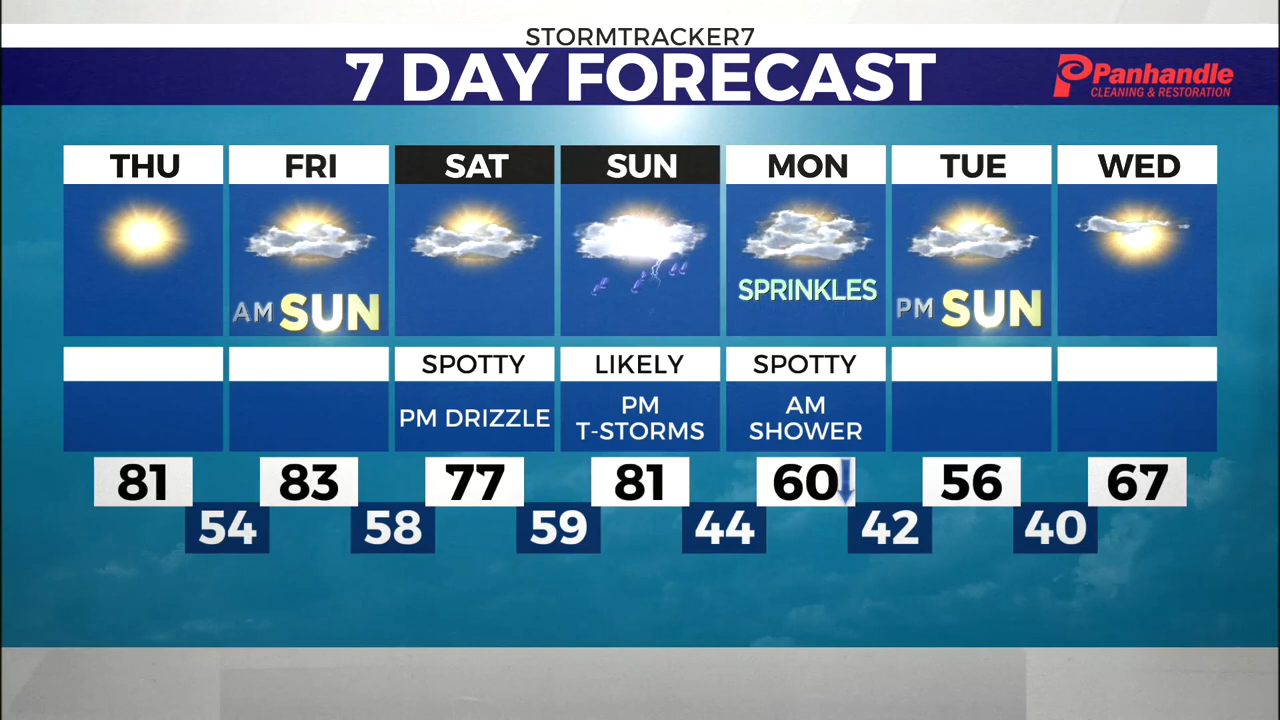 STORMTRACKER7
7 DAY FORECAST
Panhandle
CLEANING & RESTORATION
THU FRI SAT SUN MON TUE WED
AM SUN
SPRINKLES
PM SUN
SPOTTY LIKELY SPOTTY
PM DRIZZLE
PM
T-STORMS
AM
SHOWER
81 83 77 81 60 56 67
54 58 59 44 42 40